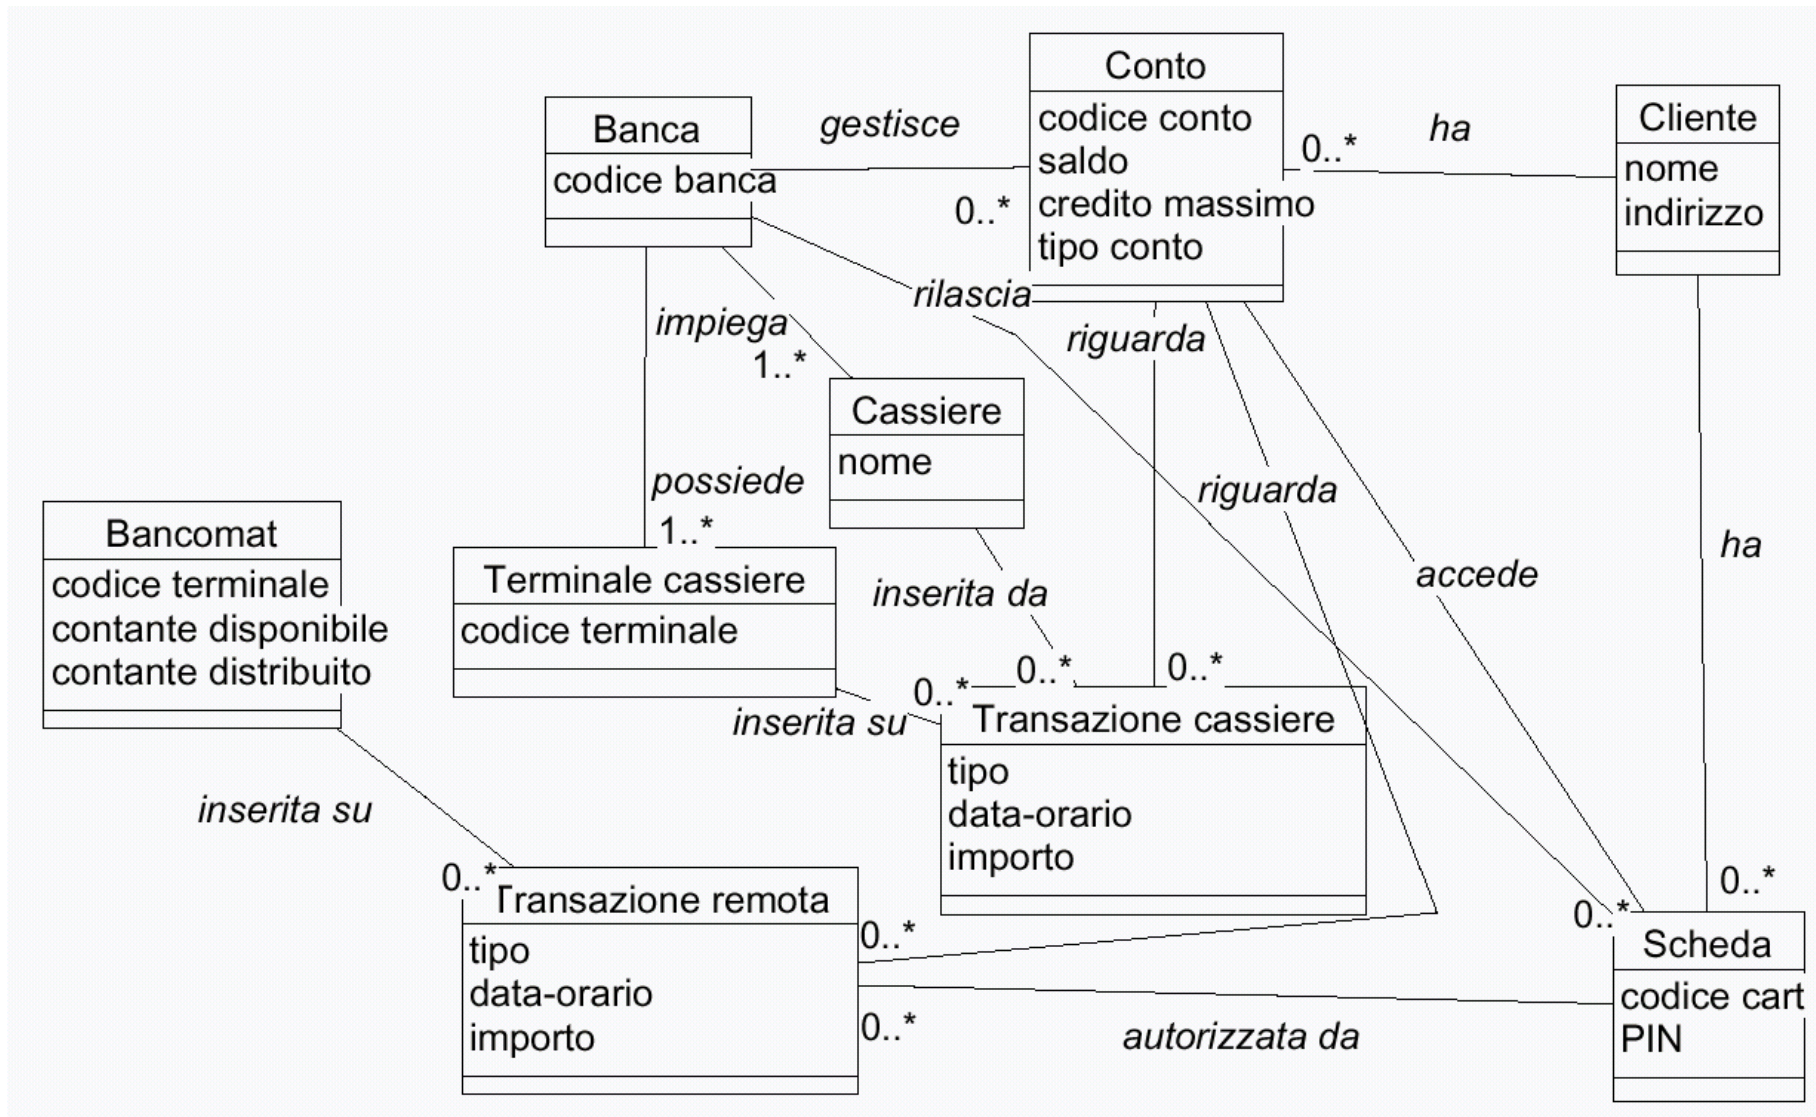 Conto
codice conto
saldo
credito massimo
tipo conto
Banca
codice banca
gestisce
0..*
0..*
ha
Cliente
nome
indirizzo
rilascia
impiega
1..*
riguarda
Cassiere
nome
possiede
1..*
riguarda
accede
ha
Bancomat
codice terminale
contante disponibile
contante distribuito
Terminale cassiere
codice terminale
inserita da
0..*
0..*
0..*
inserita su
Transazione cassiere
tipo
data-orario
importo
inserita su
0..*
Transazione remota
tipo
data-orario
importo
0..*
0..*
autorizzata da
0..*
0..*
Scheda
codice cart
PIN